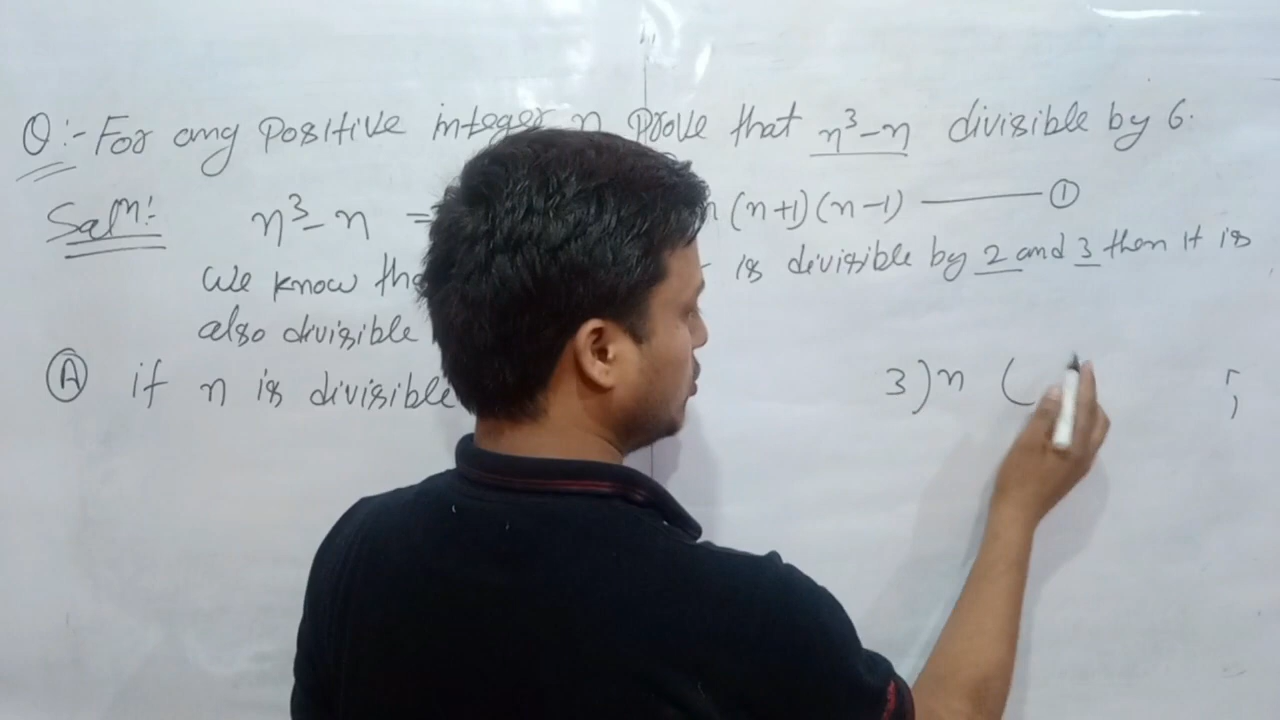 Q:- For any positive integer n prove that n³-n divisible by 6.
Solⁿ: n³-n = n (n+1)(n-1) ——— ①
We know tha is divisible by 2 and 3 then it is
also divisible
Ⓐ if n is divisible 3)n (